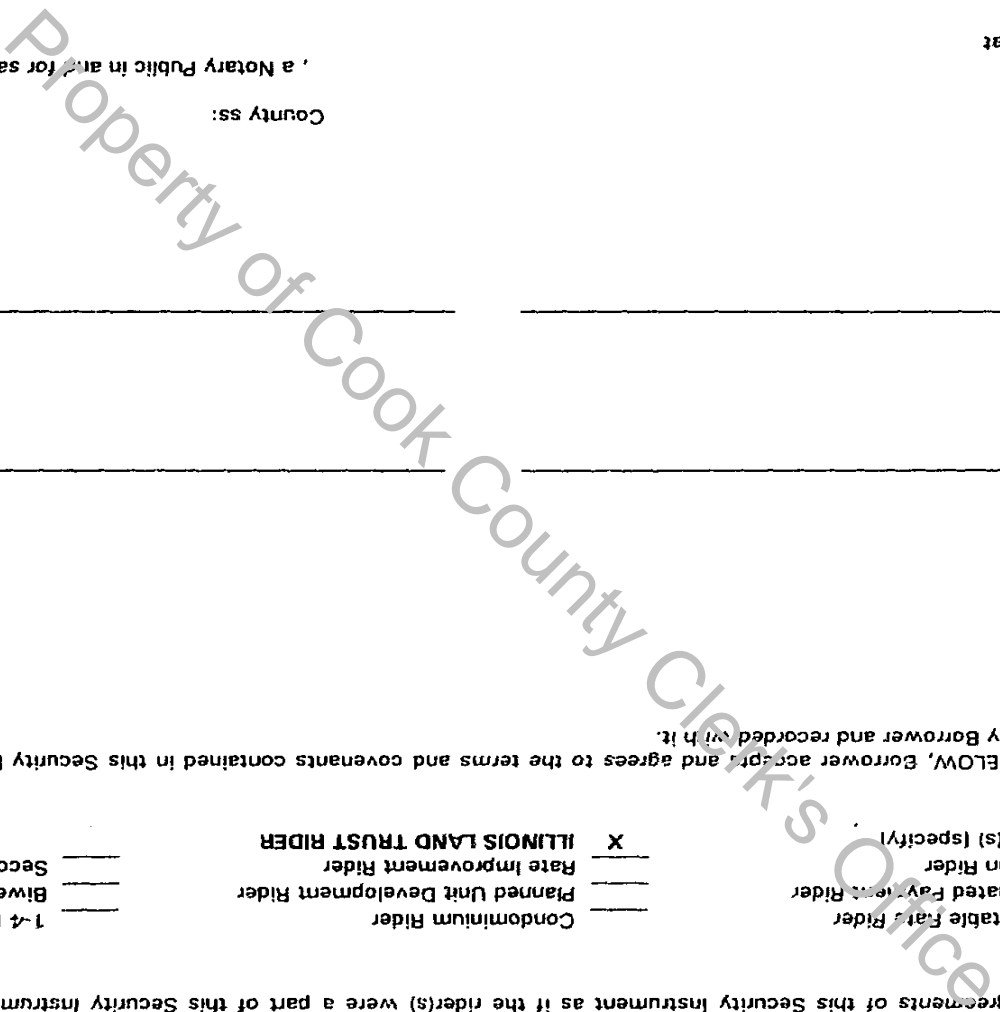 reements of this Security Instrument as if the rider(s) were a part of this Security Instrum
table Rate Rider Condominium Rider 1-4
uated Payment Rider Planned Unit Development Rider Biwe
n Rider Rate Improvement Rider Seco
(s) [specify] X ILLINOIS LAND TRUST RIDER
ELOW, Borrower accepts and agrees to the terms and covenants contained in this Security
y Borrower and recorded with it.
County ss:
, a Notary Public in and for sa
at
Property of Cook County Clerk's Office